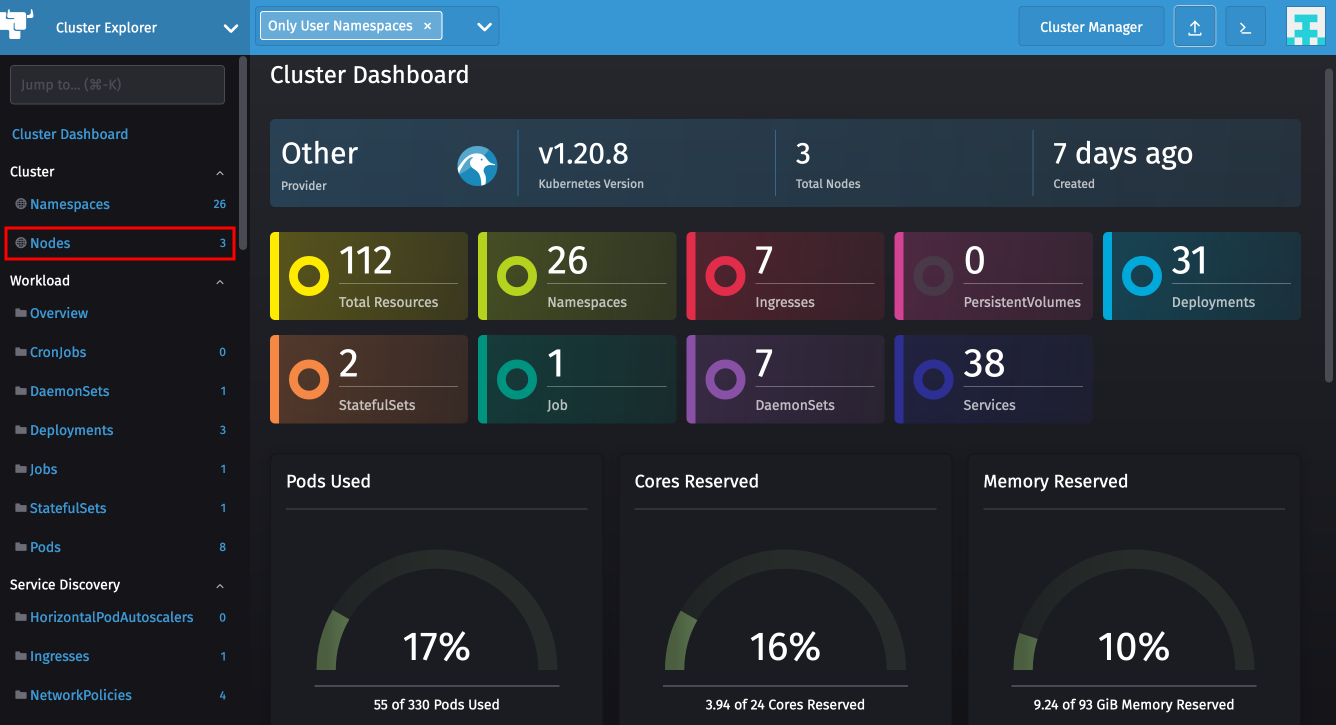 Cluster Explorer
Only User Namespaces ×
Cluster Manager
Jump to... (⌘-K)
Cluster Dashboard
Cluster
Namespaces 26
Nodes 3
Workload
Overview
CronJobs 0
DaemonSets 1
Deployments 3
Jobs 1
StatefulSets 1
Pods 8
Service Discovery
HorizontalPodAutoscalers 0
Ingresses 1
NetworkPolicies 4
Cluster Dashboard
Other
Provider
v1.20.8
Kubernetes Version
3
Total Nodes
7 days ago
Created
112
Total Resources
26
Namespaces
7
Ingresses
0
PersistentVolumes
31
Deployments
2
StatefulSets
1
Job
7
DaemonSets
38
Services
Pods Used
17%
55 of 330 Pods Used
Cores Reserved
16%
3.94 of 24 Cores Reserved
Memory Reserved
10%
9.24 of 93 GiB Memory Reserved